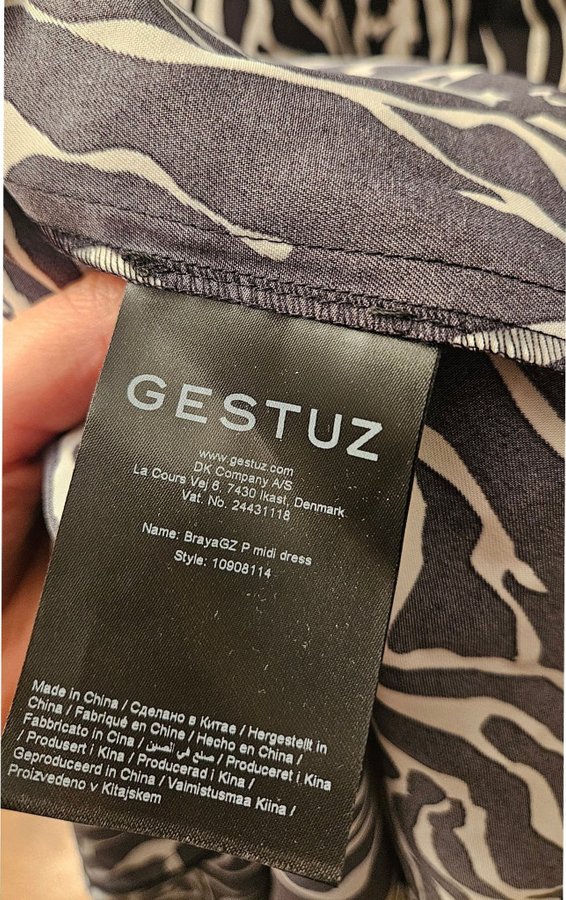 GESTUZ
www.gestuz.com
DK Company A/S
La Cours Vej 6, 7430 Ikast, Denmark
Vat. No. 24431118
Name: BrayaGZ P midi dress
Style: 10908114
Made in China / Сделано в Китае / Hergestellt in
China / Fabriqué en Chine / Hecho en China /
Fabbricato in Cina / صنع في الصين / Produceret i Kina
/ Produsert i Kina / Producerad i Kina /
Geproduceerd in China / Valmistusmaa Kiina /
Proizvedeno v Kitajskem